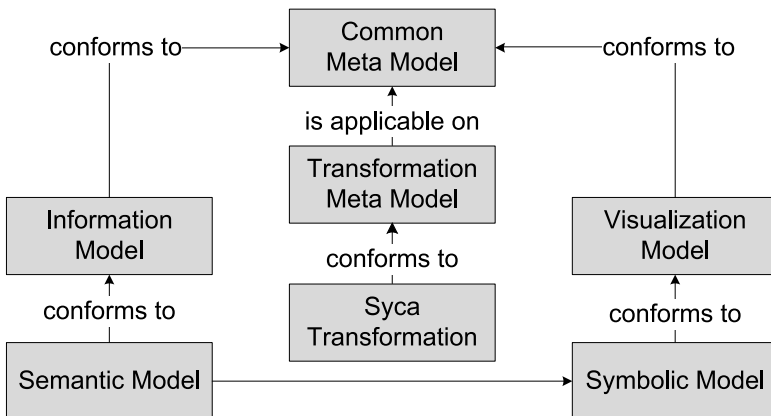 Common
Meta Model
conforms to
conforms to
is applicable on
Transformation
Meta Model
Information
Model
Visualization
Model
conforms to
conforms to
conforms to
Syca
Transformation
Semantic Model
Symbolic Model